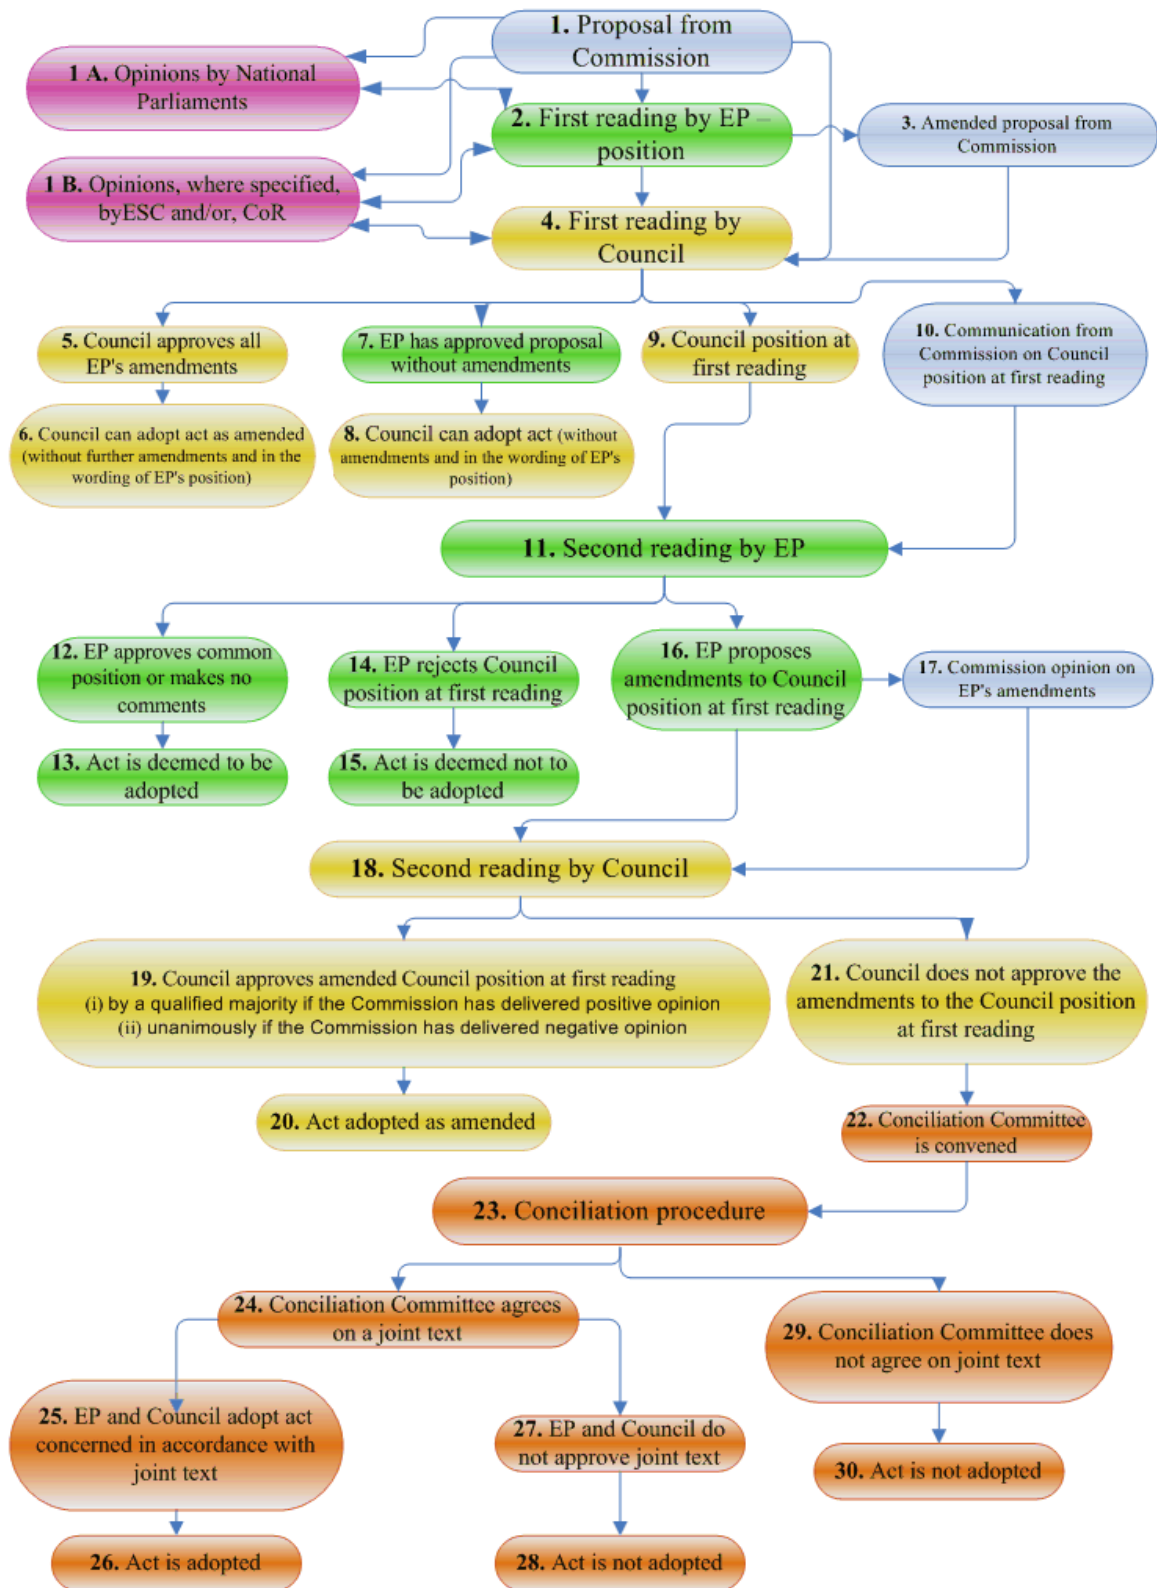 1. Proposal from
Commission
1 A. Opinions by National
Parliaments
2. First reading by EP –
position
3. Amended proposal from
Commission
1 B. Opinions, where specified,
byESC and/or, CoR
4. First reading by
Council
5. Council approves all
EP's amendments
7. EP has approved proposal
without amendments
9. Council position at
first reading
10. Communication from
Commission on Council
position at first reading
6. Council can adopt act as amended
(without further amendments and in the
wording of EP's position)
8. Council can adopt act (without
amendments and in the wording of EP's
position)
11. Second reading by EP
12. EP approves common
position or makes no
comments
14. EP rejects Council
position at first reading
16. EP proposes
amendments to Council
position at first reading
17. Commission opinion on
EP's amendments
13. Act is deemed to be
adopted
15. Act is deemed not to
be adopted
18. Second reading by Council
19. Council approves amended Council position at first reading
(i) by a qualified majority if the Commission has delivered positive opinion
(ii) unanimously if the Commission has delivered negative opinion
21. Council does not approve the
amendments to the Council position
at first reading
20. Act adopted as amended
22. Conciliation Committee
is convened
23. Conciliation procedure
24. Conciliation Committee agrees
on a joint text
29. Conciliation Committee does
not agree on joint text
25. EP and Council adopt act
concerned in accordance with
joint text
27. EP and Council do
not approve joint text
30. Act is not adopted
26. Act is adopted
28. Act is not adopted